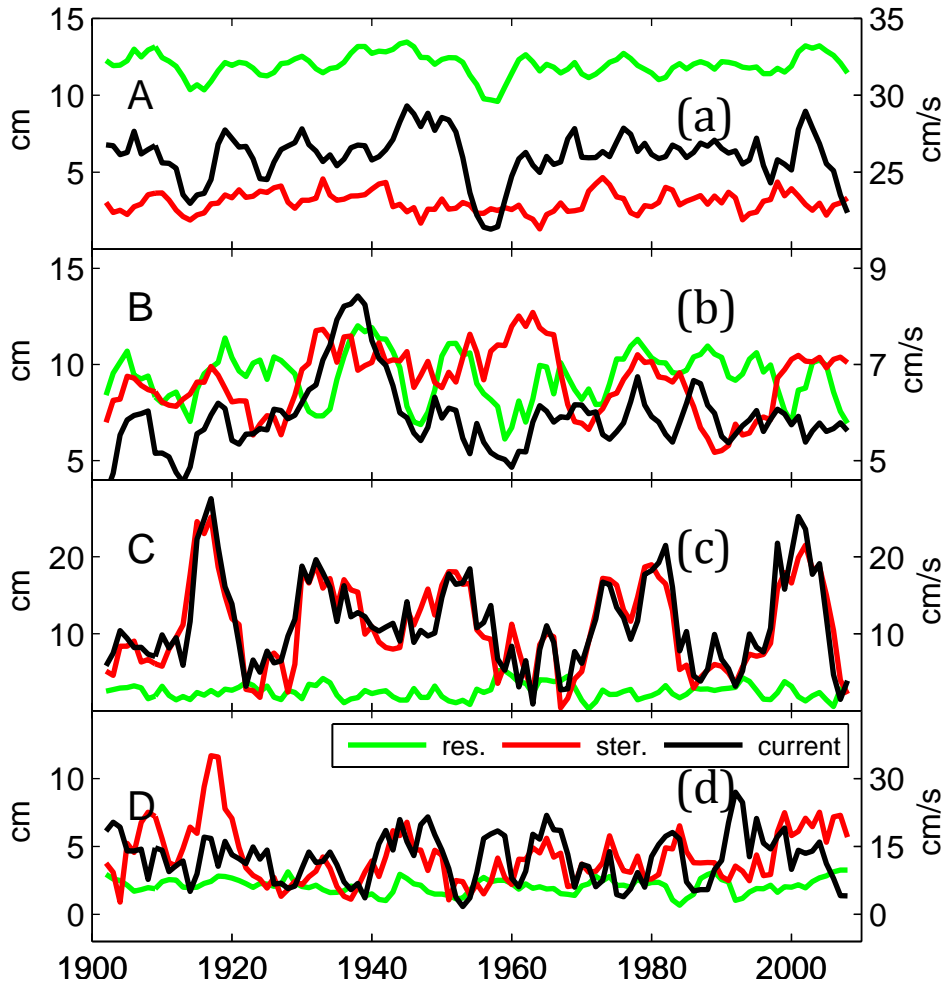 15 35
A (a)
10 30
cm cm/s
5 25
15 9
B (b)
10 7
cm cm/s
5 5
C (c)
20 20
cm cm/s
10 10
res. ster. current
10 D (d) 30
cm cm/s
5 15
0 0
1900 1920 1940 1960 1980 2000